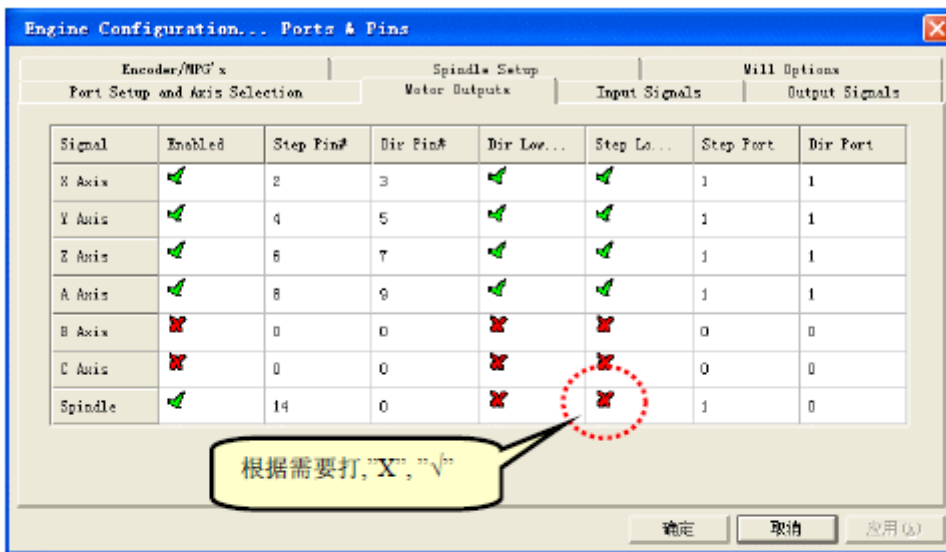 Engine Configuration... Ports & Pins
Encoder/MPG's Spindle Setup Mill Options
Port Setup and Axis Selection Motor Outputs Input Signals Output Signals
Signal Enabled Step Pin# Dir Pin# Dir Low... Step Lo... Step Port Dir Port
X Axis 2 3 1 1
Y Axis 4 5 1 1
Z Axis 6 7 1 1
A Axis 8 9 1 1
B Axis 0 0 0 0
C Axis 0 0 0 0
Spindle 14 0 1 0
根据需要打,"X", "√"
确定 取消 应用(A)